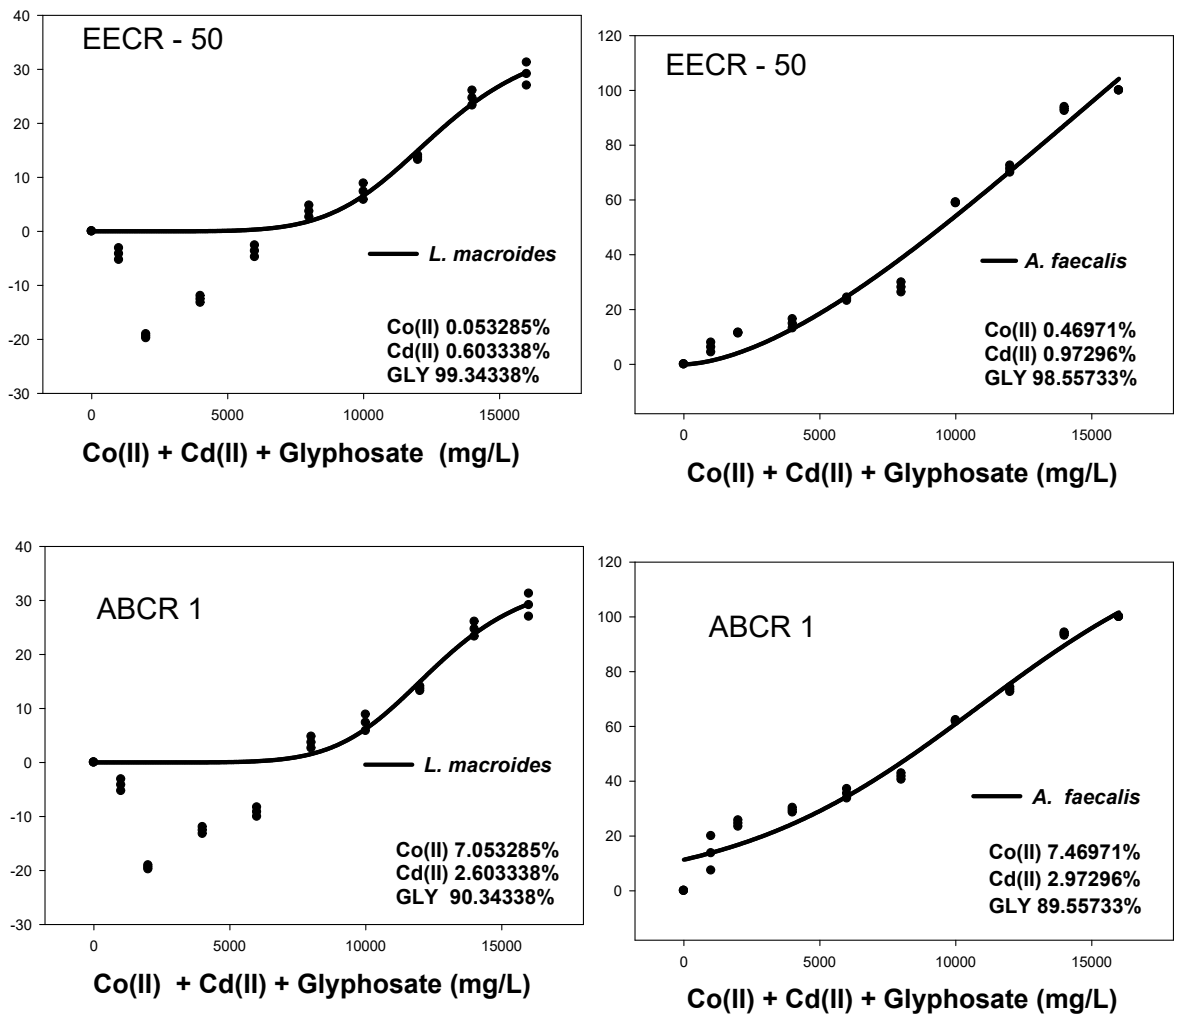 EECR - 50
40
30
20
10
0
-10
-20
-30
L. macroides
Co(II) 0.053285%
Cd(II) 0.603338%
GLY 99.34338%
0 5000 10000 15000
Co(II) + Cd(II) + Glyphosate (mg/L)
EECR - 50
120
100
80
60
40
20
0
A. faecalis
Co(II) 0.46971%
Cd(II) 0.97296%
GLY 98.55733%
0 5000 10000 15000
Co(II) + Cd(II) + Glyphosate (mg/L)
ABCR 1
40
30
20
10
0
-10
-20
-30
L. macroides
Co(II) 7.053285%
Cd(II) 2.603338%
GLY 90.34338%
0 5000 10000 15000
Co(II) + Cd(II) + Glyphosate (mg/L)
ABCR 1
120
100
80
60
40
20
0
A. faecalis
Co(II) 7.46971%
Cd(II) 2.97296%
GLY 89.55733%
0 5000 10000 15000
Co(II) + Cd(II) + Glyphosate (mg/L)